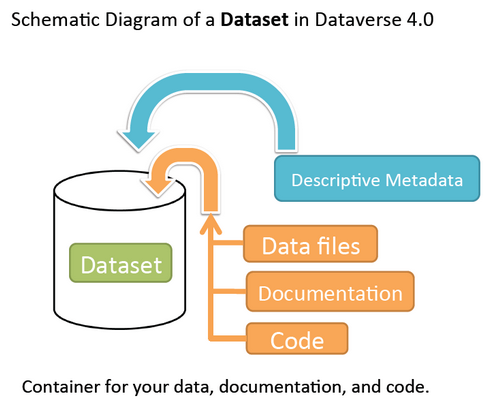 Schematic Diagram of a Dataset in Dataverse 4.0
Descriptive Metadata
Dataset
Data files
Documentation
Code
Container for your data, documentation, and code.